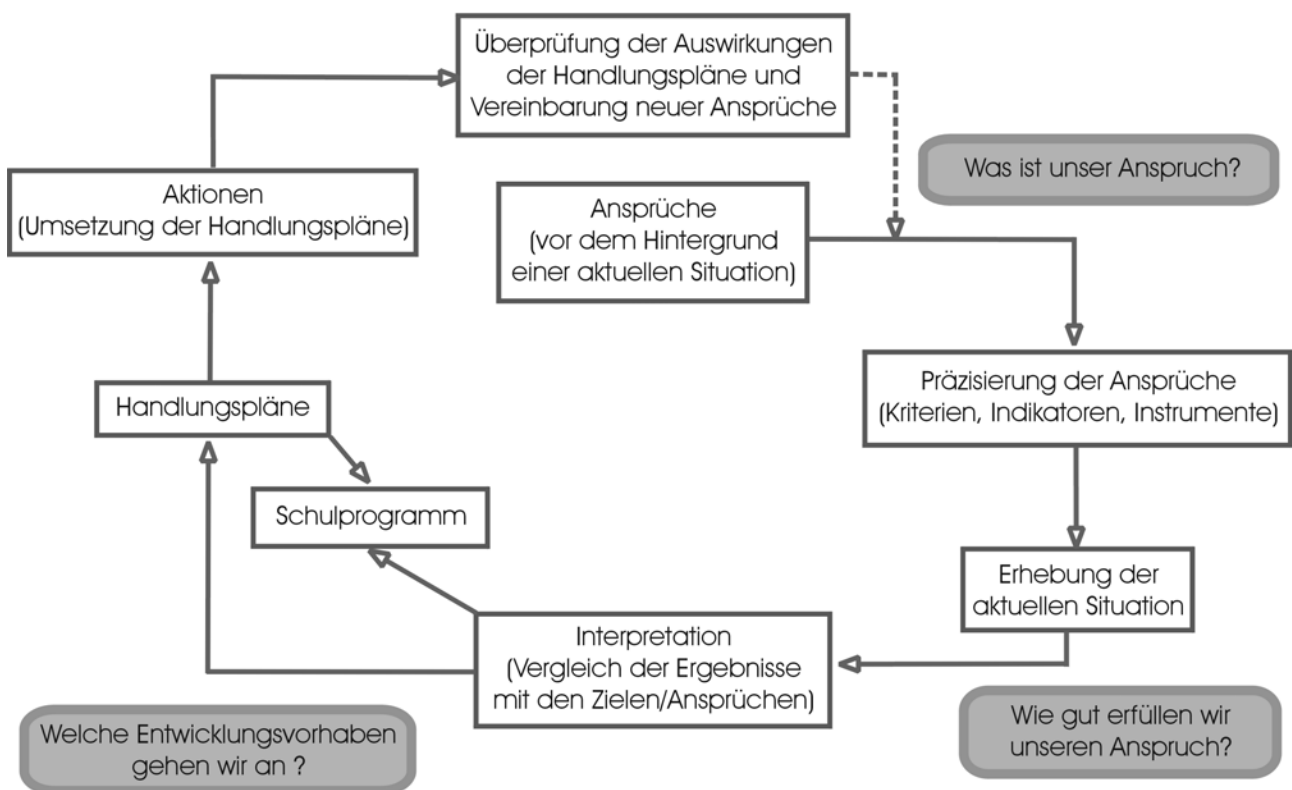 Überprüfung der Auswirkungen
der Handlungspläne und
Vereinbarung neuer Ansprüche
Was ist unser Anspruch?
Aktionen
(Umsetzung der Handlungspläne)
Ansprüche
(vor dem Hintergrund
einer aktuellen Situation)
Präzisierung der Ansprüche
(Kriterien, Indikatoren, Instrumente)
Handlungspläne
Schulprogramm
Erhebung der
aktuellen Situation
Interpretation
(Vergleich der Ergebnisse
mit den Zielen/Ansprüchen)
Wie gut erfüllen wir
unseren Anspruch?
Welche Entwicklungsvorhaben
gehen wir an ?